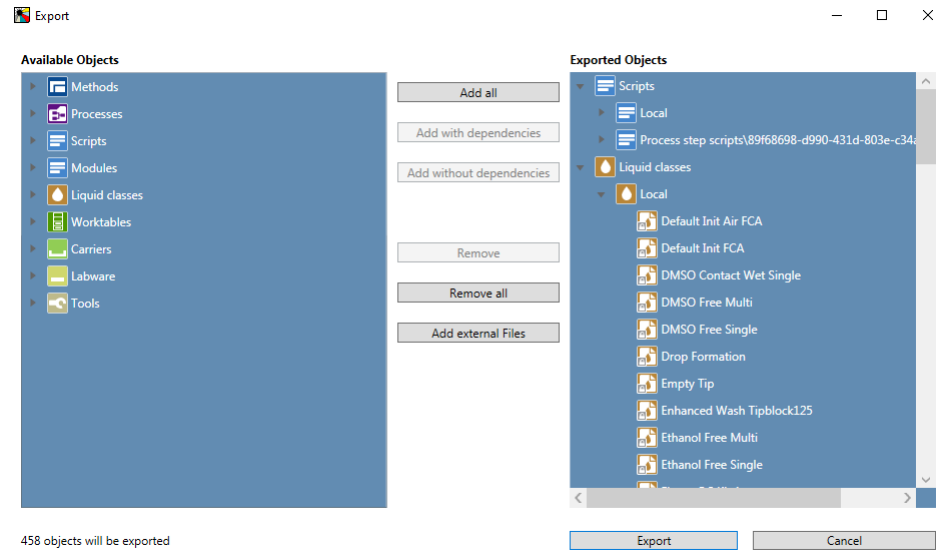 Export
Available Objects
Methods
Processes
Scripts
Modules
Liquid classes
Worktables
Carriers
Labware
Tools
Add all
Add with dependencies
Add without dependencies
Remove
Remove all
Add external Files
Exported Objects
Scripts
Local
Process step scripts\89f68698-d990-431d-803e-c34a
Liquid classes
Local
Default Init Air FCA
Default Init FCA
DMSO Contact Wet Single
DMSO Free Multi
DMSO Free Single
Drop Formation
Empty Tip
Enhanced Wash Tipblock125
Ethanol Free Multi
Ethanol Free Single
458 objects will be exported
Export
Cancel